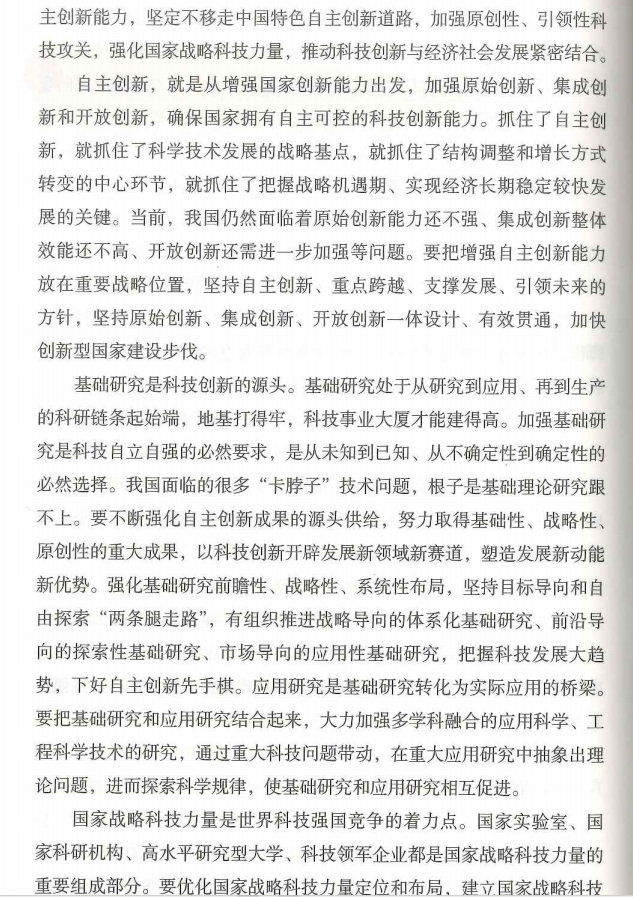 主创新能力，坚定不移走中国特色自主创新道路，加强原创性、引领性科
技攻关，强化国家战略科技力量，推动科技创新与经济社会发展紧密结合。
自主创新，就是从增强国家创新能力出发，加强原始创新、集成创
新和开放创新，确保国家拥有自主可控的科技创新能力。抓住了自主创
新，就抓住了科学技术发展的战略基点，就抓住了结构调整和增长方式
转变的中心环节，就抓住了把握战略机遇期、实现经济长期稳定较快发
展的关键。当前，我国仍然面临着原始创新能力还不强、集成创新整体
效能还不高、开放创新还需进一步加强等问题。要把增强自主创新能力
放在重要战略位置，坚持自主创新、重点跨越、支撑发展、引领未来的
方针，坚持原始创新、集成创新、开放创新一体设计、有效贯通，加快
创新型国家建设步伐。
基础研究是科技创新的源头。基础研究处于从研究到应用、再到生产
的科研链条起始端，地基打得牢，科技事业大厦才能建得高。加强基础研
究是科技自立自强的必然要求，是从未知到已知、从不确定性到确定性的
必然选择。我国面临的很多“卡脖子”技术问题，根子是基础理论研究跟
不上。要不断强化自主创新成果的源头供给，努力取得基础性、战略性、
原创性的重大成果，以科技创新开辟发展新领域新赛道，塑造发展新动能
新优势。强化基础研究前瞻性、战略性、系统性布局，坚持目标导向和自
由探索“两条腿走路”，有组织推进战略导向的体系化基础研究、前沿导
向的探索性基础研究、市场导向的应用性基础研究，把握科技发展大趋
势，下好自主创新先手棋。应用研究是基础研究转化为实际应用的桥梁。
要把基础研究和应用研究结合起来，大力加强多学科融合的应用科学、工
程科学技术的研究，通过重大科技问题带动，在重大应用研究中抽象出理
论问题，进而探索科学规律，使基础研究和应用研究相互促进。
国家战略科技力量是世界科技强国竞争的着力点。国家实验室、国
家科研机构、高水平研究型大学、科技领军企业都是国家战略科技力量的
重要组成部分。要优化国家战略科技力量定位和布局，建立国家战略科技